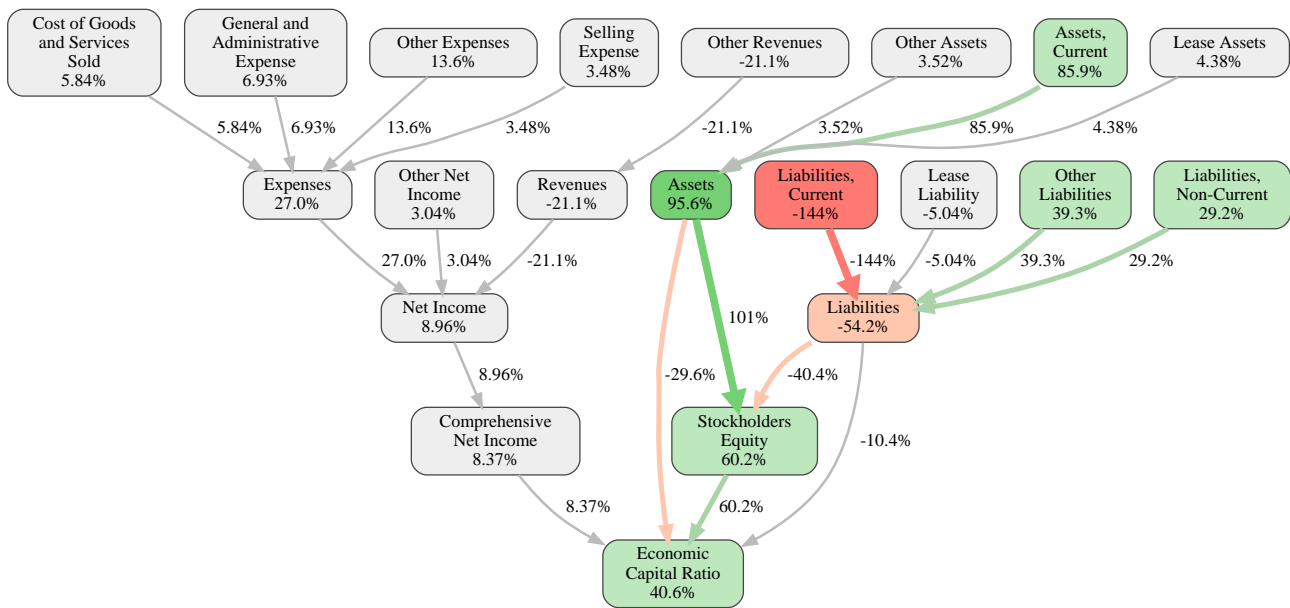 Cost of Goods
and Services
Sold
5.84%
General and
Administrative
Expense
6.93%
Other Expenses
13.6%
Selling
Expense
3.48%
Other Revenues
-21.1%
Other Assets
3.52%
Assets,
Current
85.9%
Lease Assets
4.38%
5.84%
6.93%
13.6%
3.48%
-21.1%
3.52%
85.9%
4.38%
Expenses
27.0%
Other Net
Income
3.04%
Revenues
-21.1%
Assets
95.6%
Liabilities,
Current
-144%
Lease
Liability
-5.04%
Other
Liabilities
39.3%
Liabilities,
Non-Current
29.2%
27.0%
3.04%
-21.1%
-144%
-5.04%
39.3%
29.2%
Net Income
8.96%
101%
Liabilities
-54.2%
8.96%
-29.6%
-40.4%
Comprehensive
Net Income
8.37%
Stockholders
Equity
60.2%
-10.4%
8.37%
60.2%
Economic
Capital Ratio
40.6%